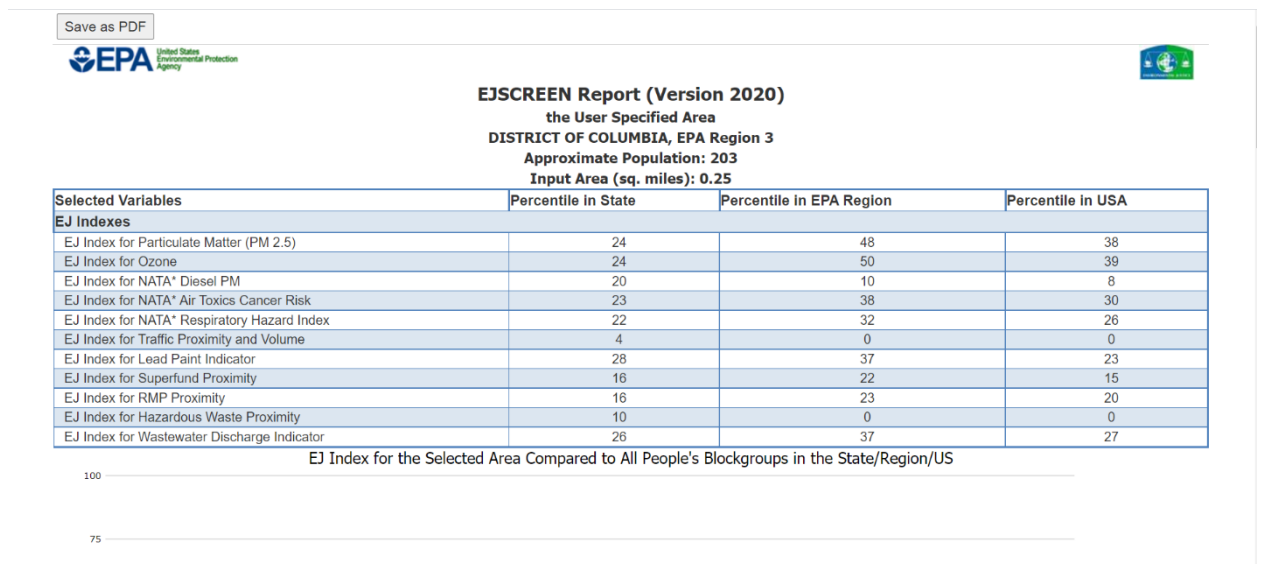 Save as PDF
EPA United States
Environmental Protection
Agency
EJSCREEN Report (Version 2020)
the User Specified Area
DISTRICT OF COLUMBIA, EPA Region 3
Approximate Population: 203
Input Area (sq. miles): 0.25
Selected Variables Percentile in State Percentile in EPA Region Percentile in USA
EJ Indexes
EJ Index for Particulate Matter (PM 2.5) 24 48 38
EJ Index for Ozone 24 50 39
EJ Index for NATA* Diesel PM 20 10 8
EJ Index for NATA* Air Toxics Cancer Risk 23 38 30
EJ Index for NATA* Respiratory Hazard Index 22 32 26
EJ Index for Traffic Proximity and Volume 4 0 0
EJ Index for Lead Paint Indicator 28 37 23
EJ Index for Superfund Proximity 16 22 15
EJ Index for RMP Proximity 16 23 20
EJ Index for Hazardous Waste Proximity 10 0 0
EJ Index for Wastewater Discharge Indicator 26 37 27
EJ Index for the Selected Area Compared to All People's Blockgroups in the State/Region/US
100
75